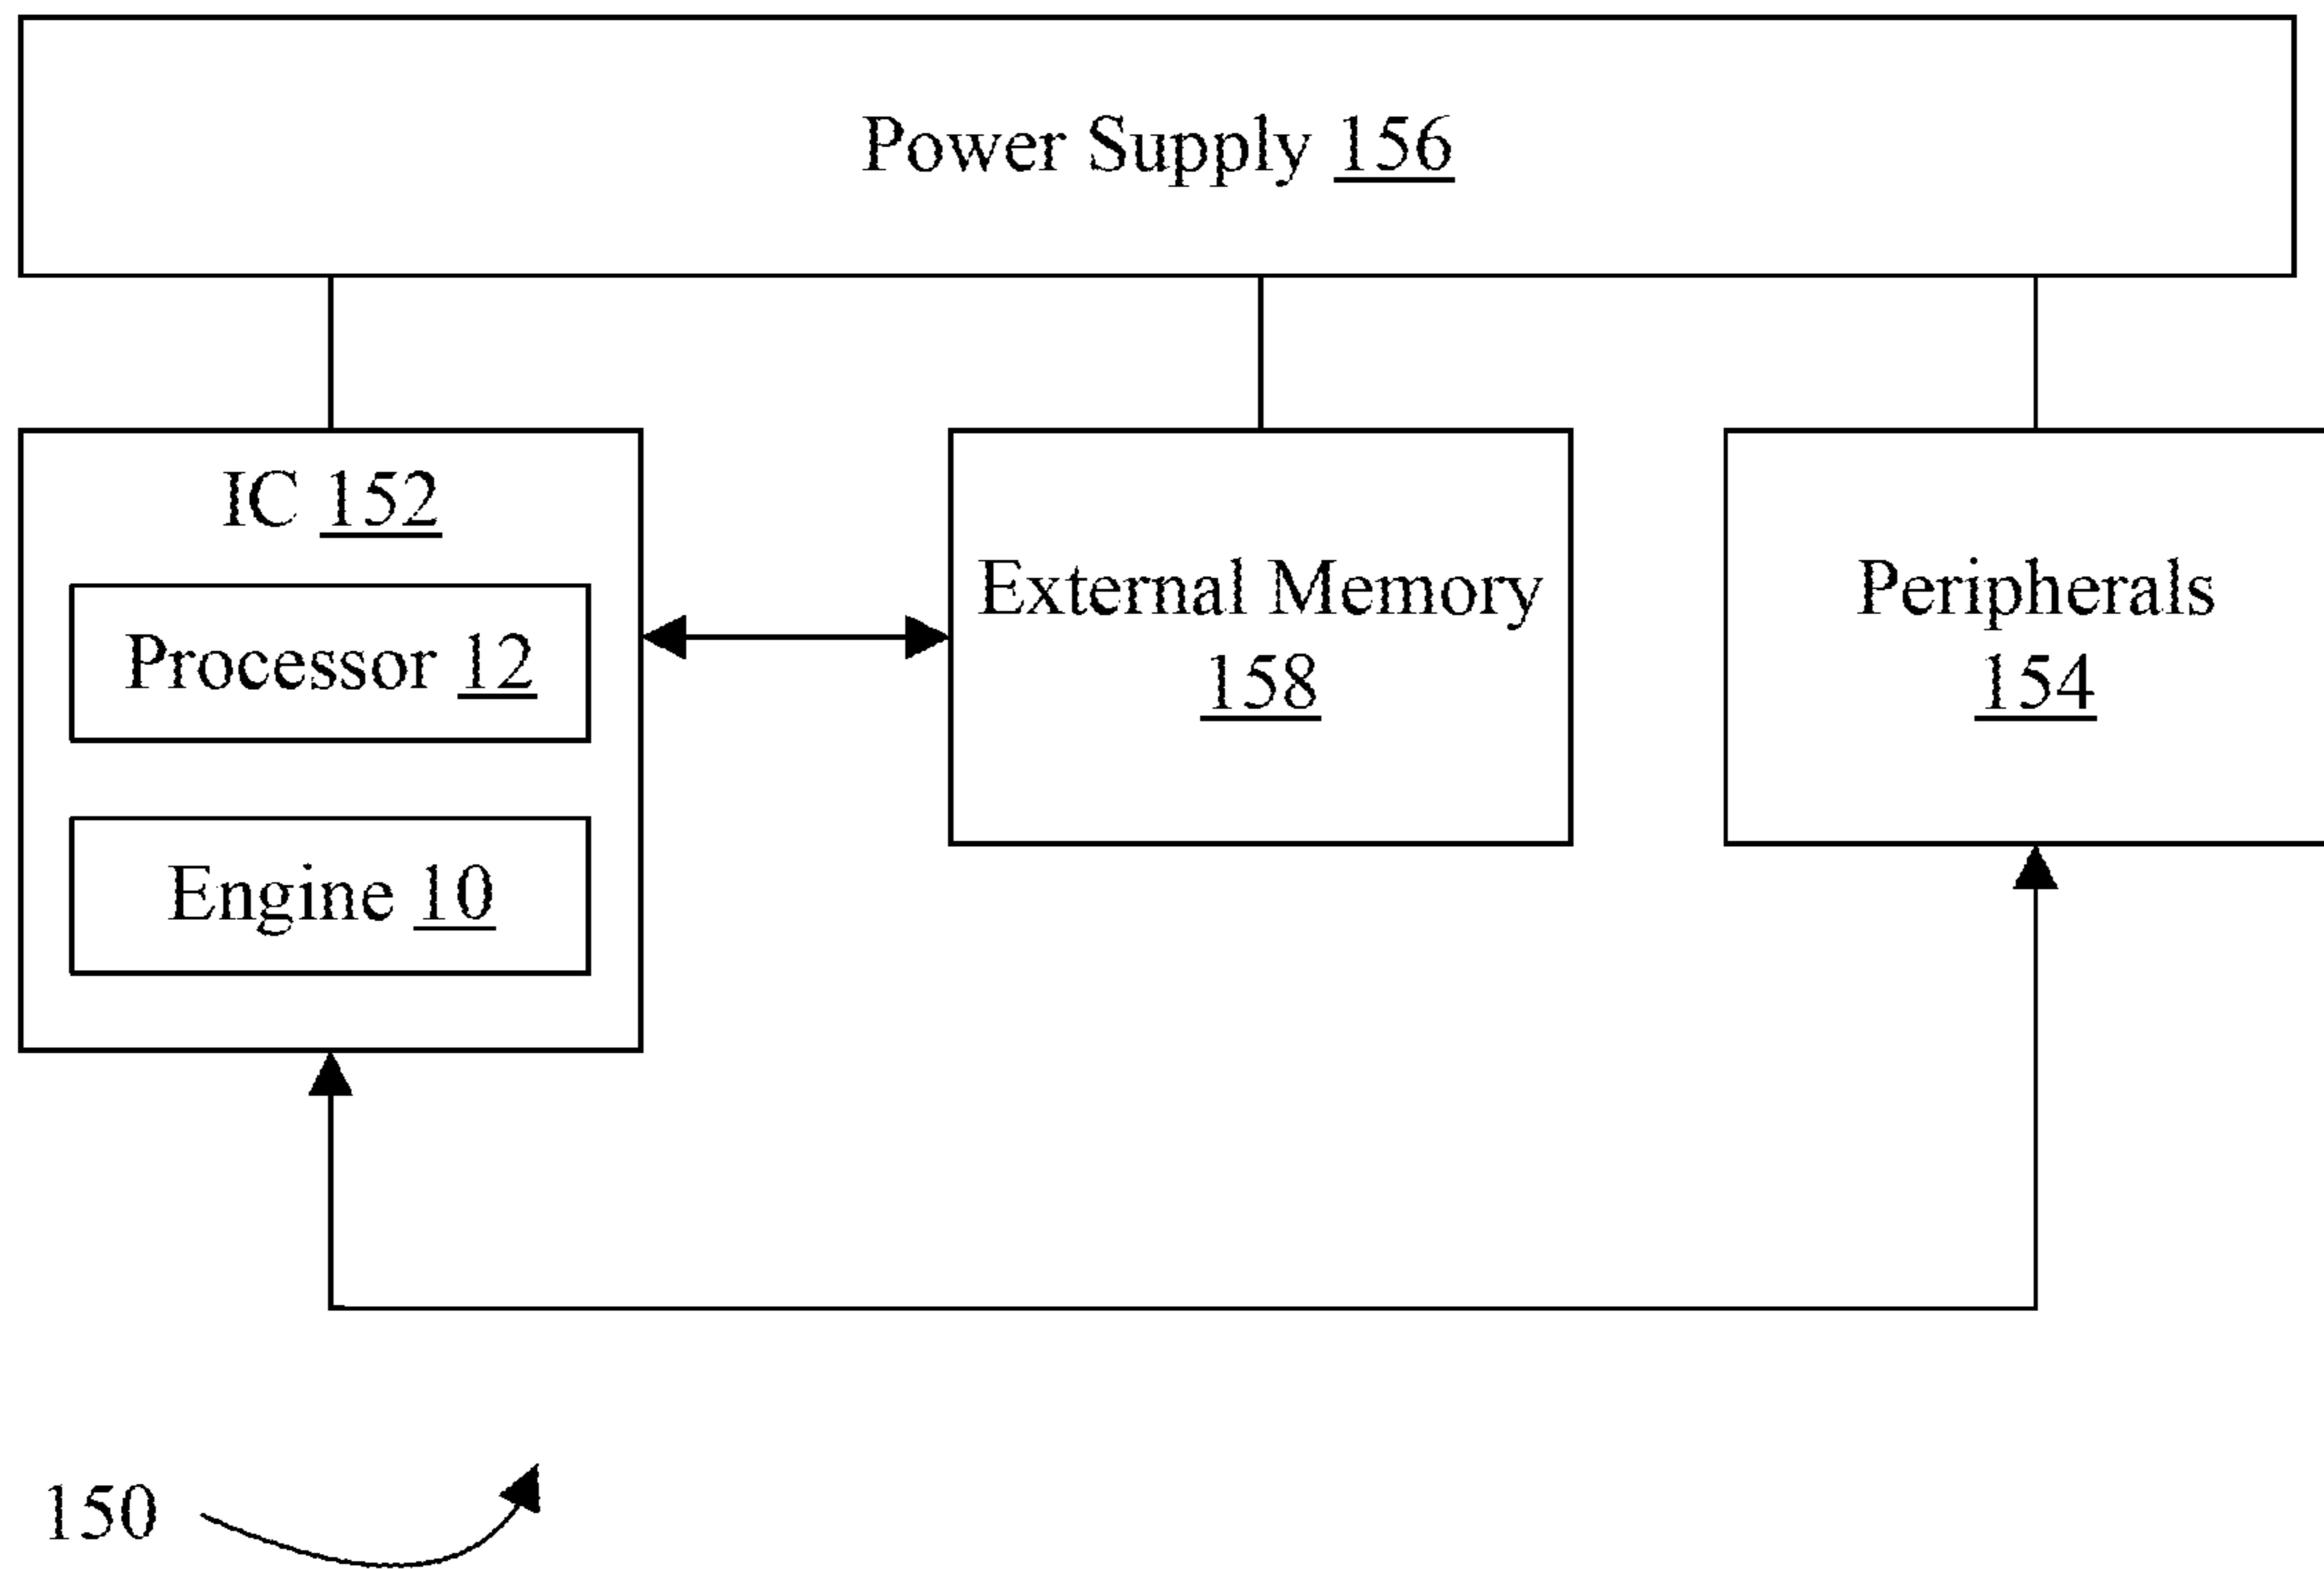 Power Supply 156
IC 152
Processor 12
Engine 10
External Memory
158
Peripherals
154
150